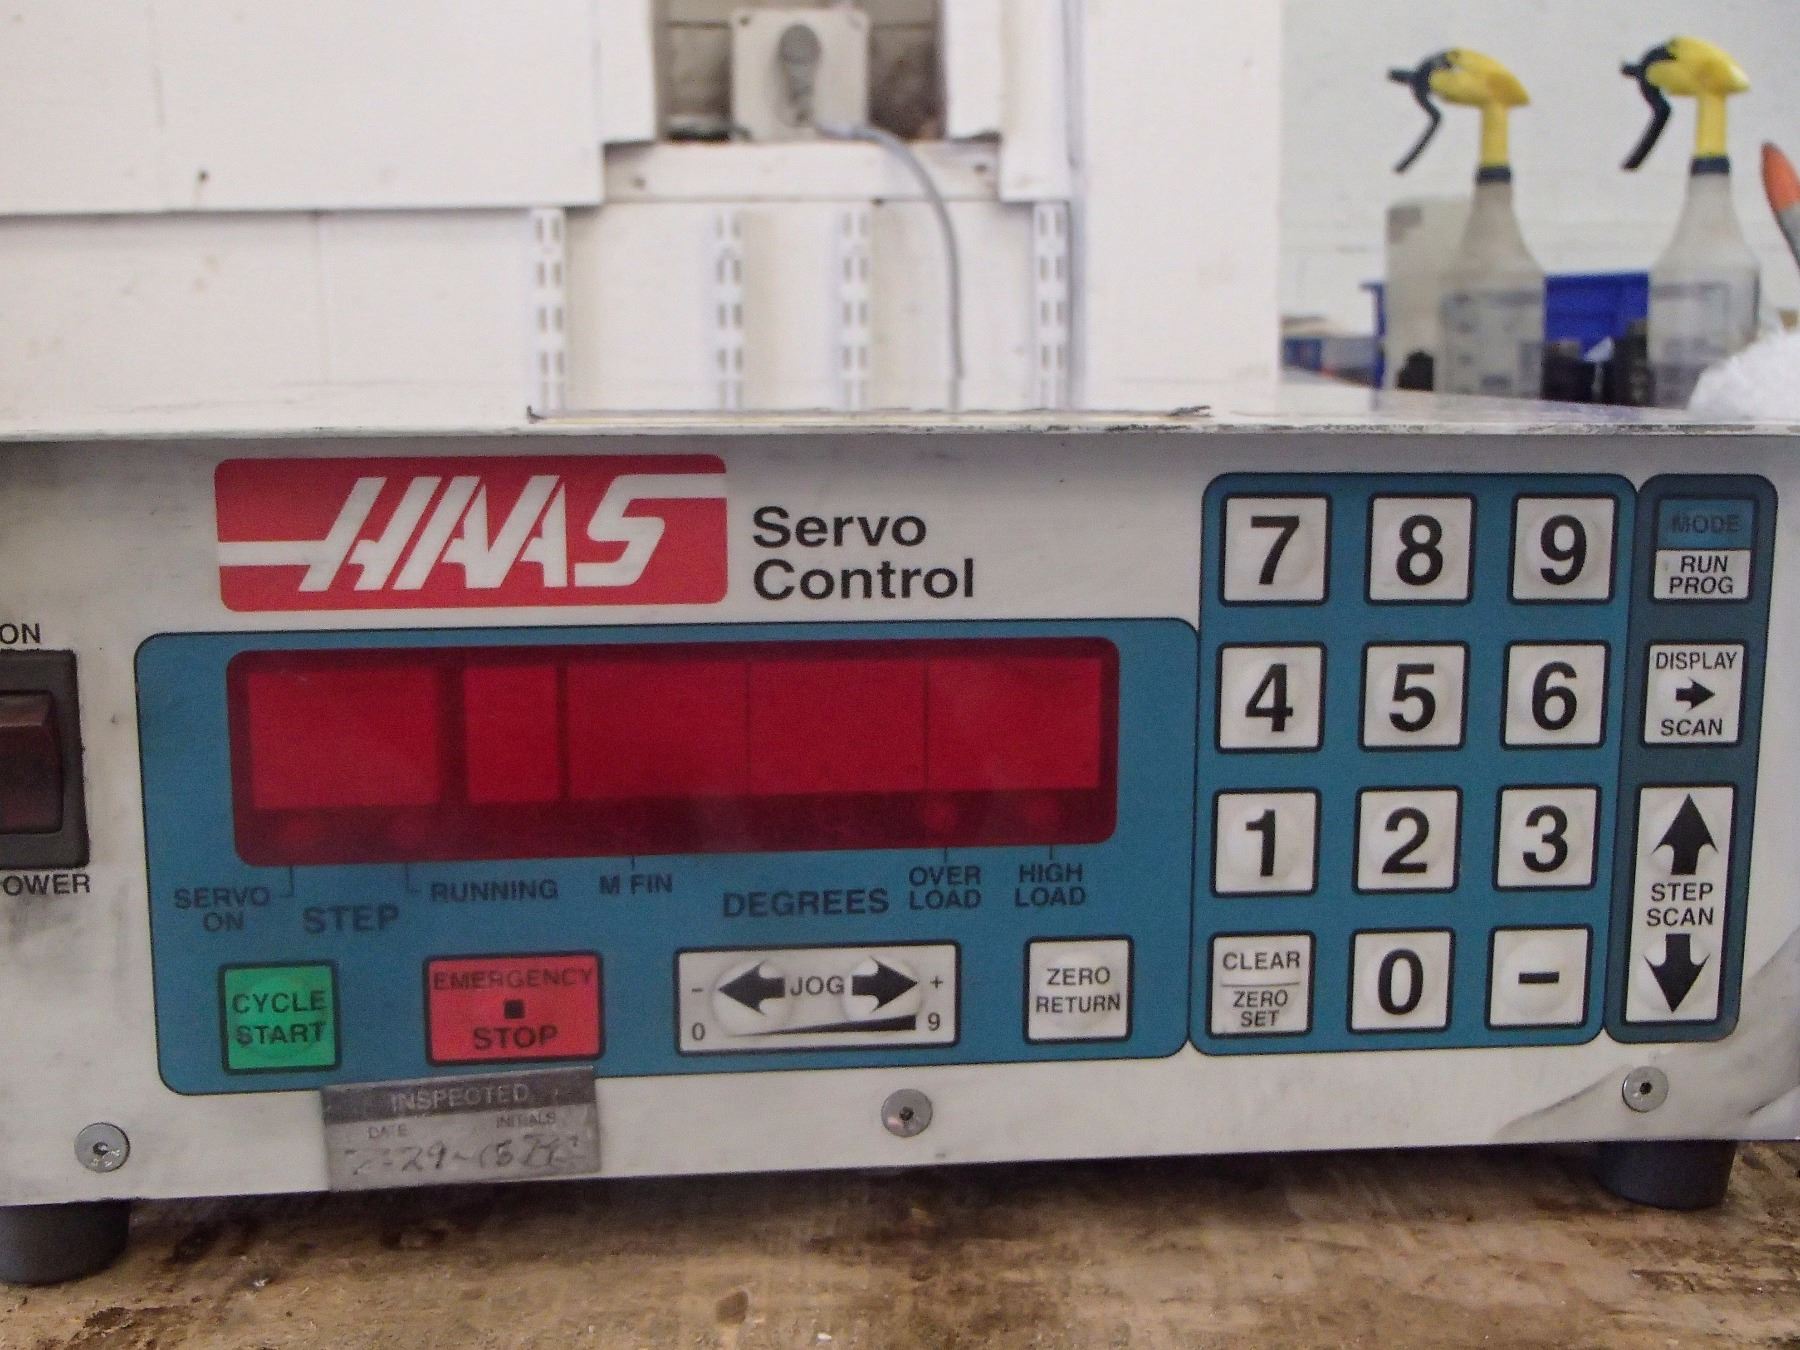 HAAS
Servo
Control
ON
OWER
SERVO
ON
STEP
RUNNING
M FIN
DEGREES
OVER
LOAD
HIGH
LOAD
CYCLE
START
EMERGENCY
STOP
- JOG +
0 9
ZERO
RETURN
7 8 9
4 5 6
1 2 3
CLEAR
ZERO
SET
0 -
MODE
RUN
PROG
DISPLAY
SCAN
STEP
SCAN
INSPECTED
DATE INITIALS